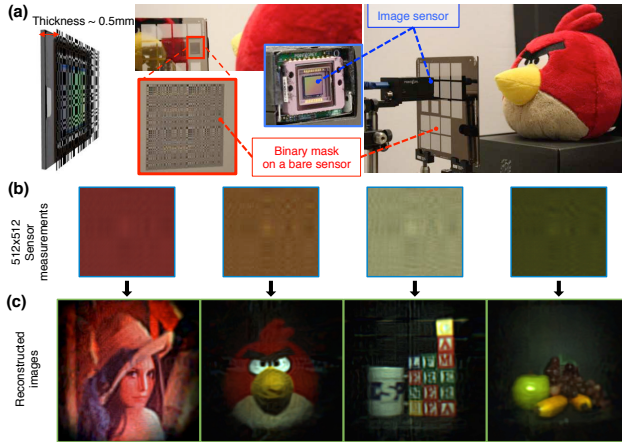 (a)
Thickness ~ 0.5mm
Image sensor
Binary mask
on a bare sensor
(b)
512x512
Sensor
measurements
(c)
Reconstructed
images